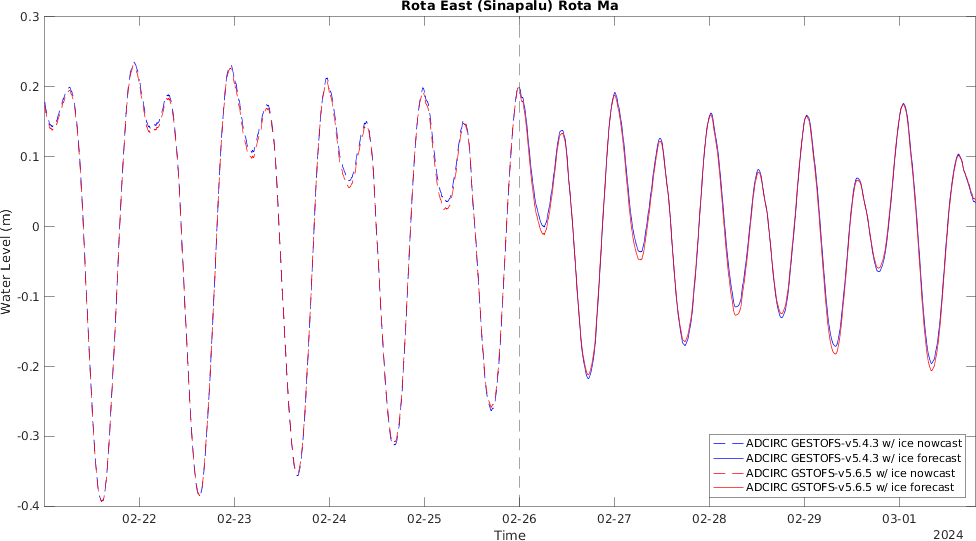 Rota East (Sinapalu) Rota Ma
0.3
0.2
0.1
0
-0.1
-0.2
-0.3
-0.4
Water Level (m)
ADCIRC GESTOFS-v5.4.3 w/ ice nowcast
ADCIRC GESTOFS-v5.4.3 w/ ice forecast
ADCIRC GSTOFS-v5.6.5 w/ ice nowcast
ADCIRC GSTOFS-v5.6.5 w/ ice forecast
02-22 02-23 02-24 02-25 02-26 02-27 02-28 02-29 03-01
Time
2024